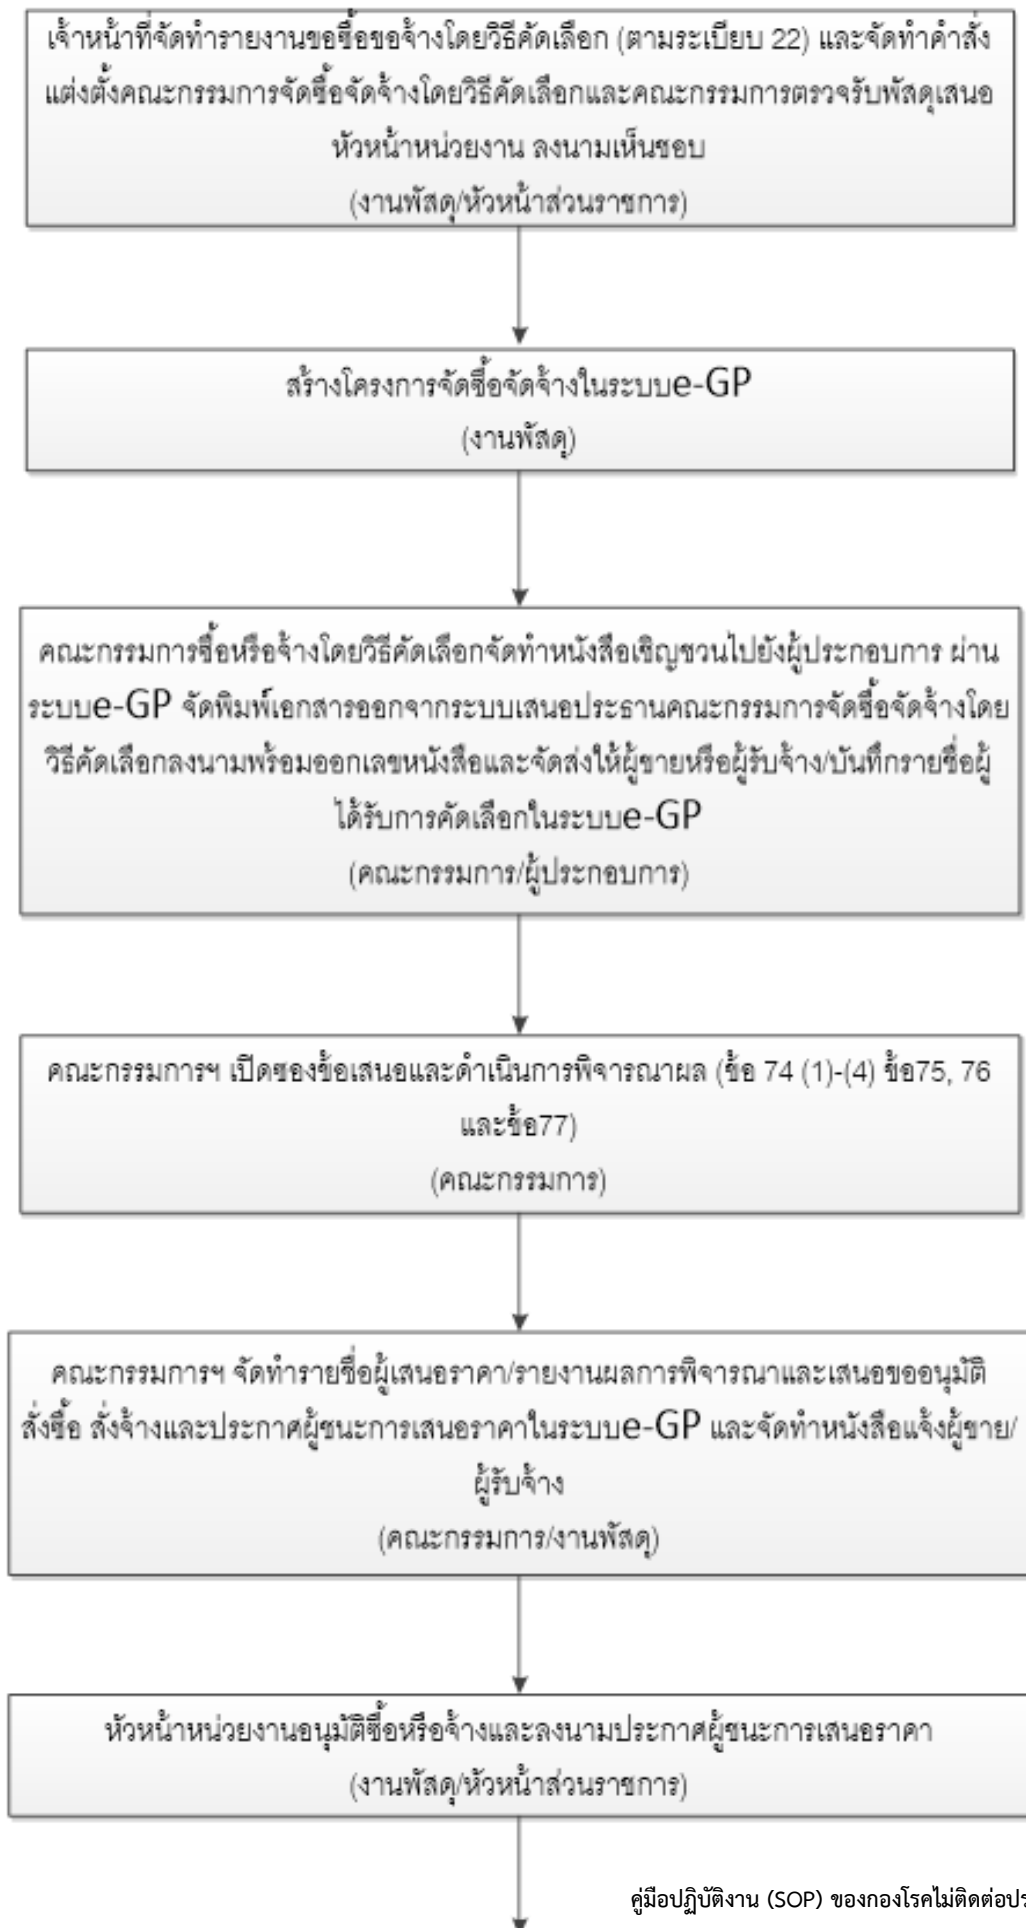 เจ้าหน้าที่จัดทำรายงานขอซื้อขอจ้างโดยวิธีคัดเลือก (ตามระเบียบ 22) และจัดทำคำสั่ง
แต่งตั้งคณะกรรมการจัดซื้อจัดจ้างโดยวิธีคัดเลือกและคณะกรรมการตรวจรับพัสดุเสนอ
หัวหน้าหน่วยงาน ลงนามเห็นชอบ
(งานพัสดุ/หัวหน้าส่วนราชการ)
สร้างโครงการจัดซื้อจัดจ้างในระบบe-GP
(งานพัสดุ)
คณะกรรมการซื้อหรือจ้างโดยวิธีคัดเลือกจัดทำหนังสือเชิญชวนไปยังผู้ประกอบการ ผ่าน
ระบบe-GP จัดพิมพ์เอกสารออกจากระบบเสนอประธานคณะกรรมการจัดซื้อจัดจ้างโดย
วิธีคัดเลือกลงนามพร้อมออกเลขหนังสือและจัดส่งให้ผู้ขายหรือผู้รับจ้าง/บันทึกรายชื่อผู้
ได้รับการคัดเลือกในระบบe-GP
(คณะกรรมการ/ผู้ประกอบการ)
คณะกรรมการฯ เปิดซองข้อเสนอและดำเนินการพิจารณาผล (ข้อ 74 (1)-(4) ข้อ75, 76
และข้อ77)
(คณะกรรมการ)
คณะกรรมการฯ จัดทำรายชื่อผู้เสนอราคา/รายงานผลการพิจารณาและเสนอขออนุมัติ
สั่งซื้อ สั่งจ้างและประกาศผู้ชนะการเสนอราคาในระบบe-GP และจัดทำหนังสือแจ้งผู้ขาย/
ผู้รับจ้าง
(คณะกรรมการ/งานพัสดุ)
หัวหน้าหน่วยงานอนุมัติซื้อหรือจ้างและลงนามประกาศผู้ชนะการเสนอราคา
(งานพัสดุ/หัวหน้าส่วนราชการ)
คู่มือปฏิบัติงาน (SOP) ของกองโรคไม่ติดต่อประ